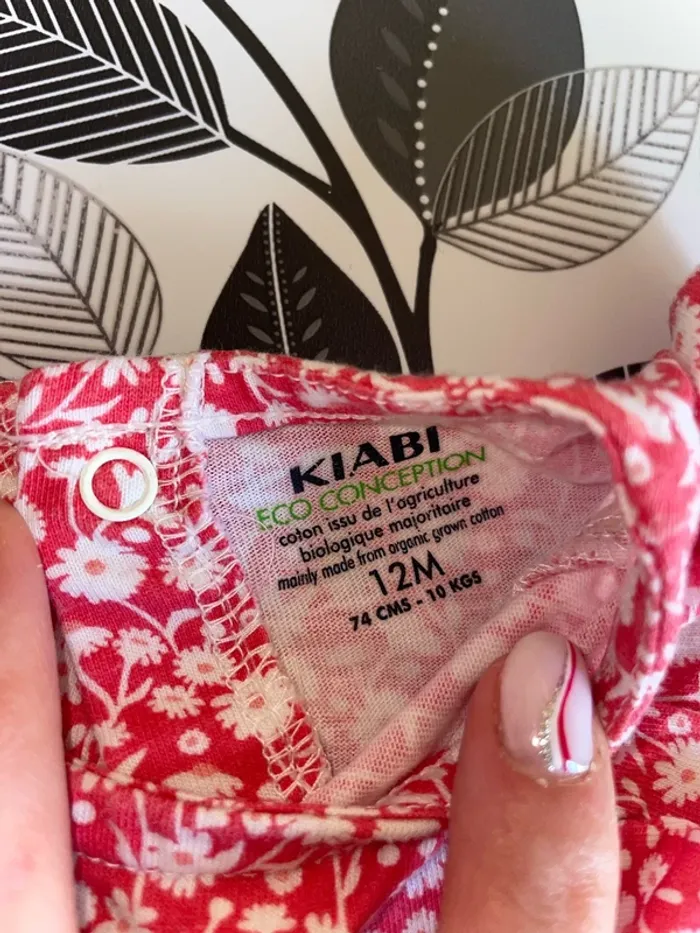 KIABI
ECO CONCEPTION
coton issu de l'agriculture
biologique majoritaire
mainly made from organic grown cotton
12M
74 CMS - 10 KGS